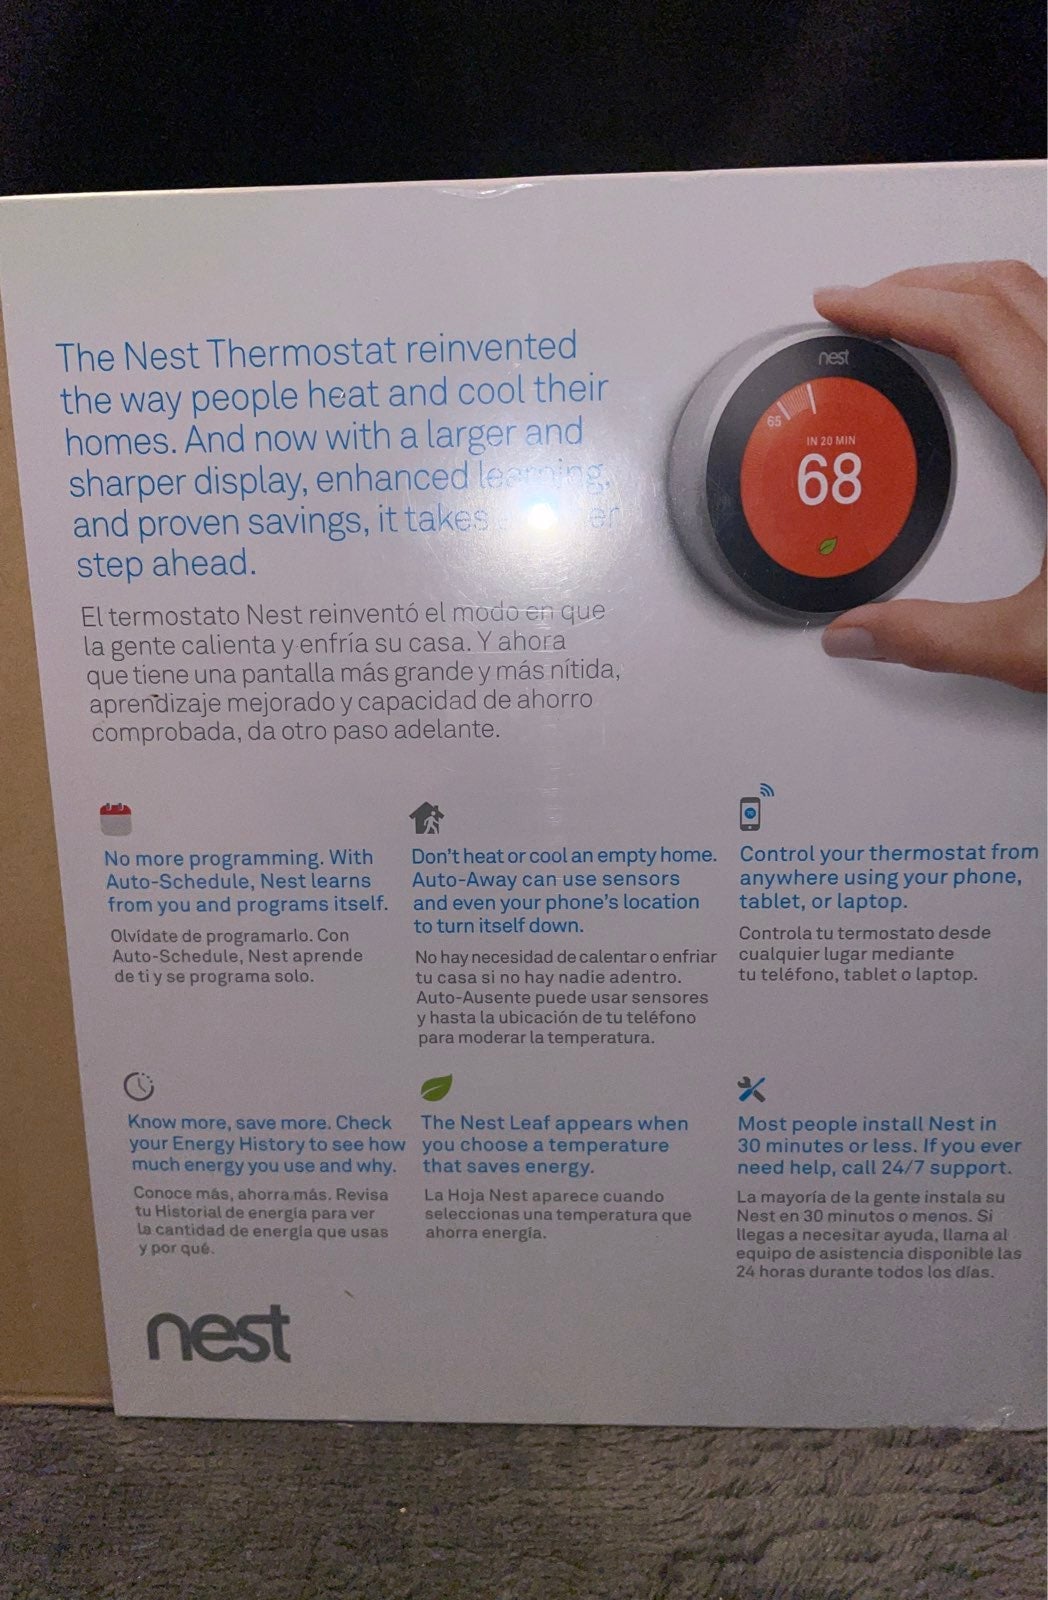 The Nest Thermostat reinvented
the way people heat and cool their
homes. And now with a larger and
sharper display, enhanced learning,
and proven savings, it takes
step ahead.
El termostato Nest reinventó el modo en que
la gente calienta y enfría su casa. Y ahora
que tiene una pantalla más grande y más nítida,
aprendizaje mejorado y capacidad de ahorro
comprobada, da otro paso adelante.
nest
65
IN 20 MIN
68
No more programming. With
Auto-Schedule, Nest learns
from you and programs itself.
Olvídate de programarlo. Con
Auto-Schedule, Nest aprende
de ti y se programa solo.
Don't heat or cool an empty home.
Auto-Away can use sensors
and even your phone's location
to turn itself down.
No hay necesidad de calentar o enfriar
tu casa si no hay nadie adentro.
Auto-Ausente puede usar sensores
y hasta la ubicación de tu teléfono
para moderar la temperatura.
70
Control your thermostat from
anywhere using your phone,
tablet, or laptop.
Controla tu termostato desde
cualquier lugar mediante
tu teléfono, tablet o laptop.
Know more, save more. Check
your Energy History to see how
much energy you use and why.
Conoce más, ahorra más. Revisa
tu Historial de energía para ver
la cantidad de energía que usas
y por qué.
The Nest Leaf appears when
you choose a temperature
that saves energy.
La Hoja Nest aparece cuando
seleccionas una temperatura que
ahorra energía.
Most people install Nest in
30 minutes or less. If you ever
need help, call 24/7 support.
La mayoría de la gente instala su
Nest en 30 minutos o menos. Si
llegas a necesitar ayuda, llama al
equipo de asistencia disponible las
24 horas durante todos los días.
nest